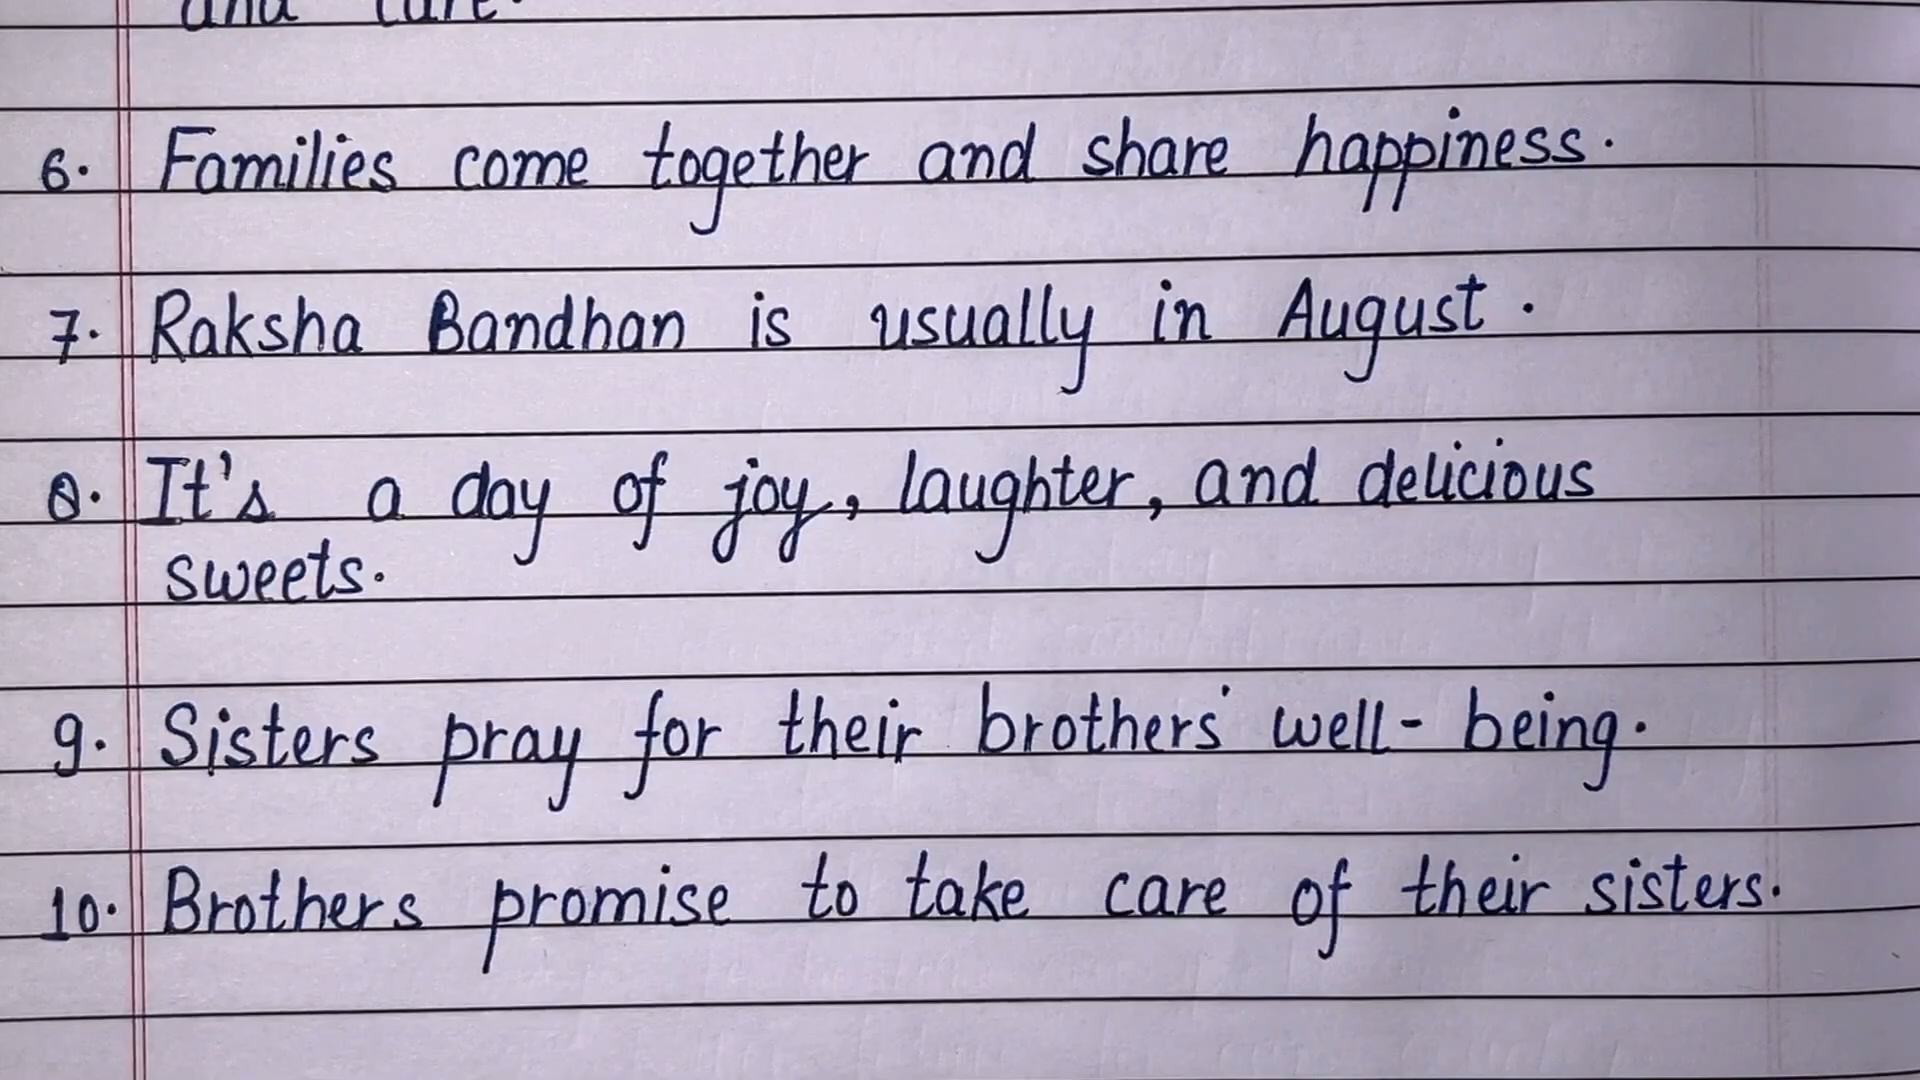 and care.
6. Families come together and share happiness.
7. Raksha Bandhan is usually in August.
8. It's a day of joy, laughter, and delicious
sweets.
9. Sisters pray for their brothers' well-being.
10. Brothers promise to take care of their sisters.